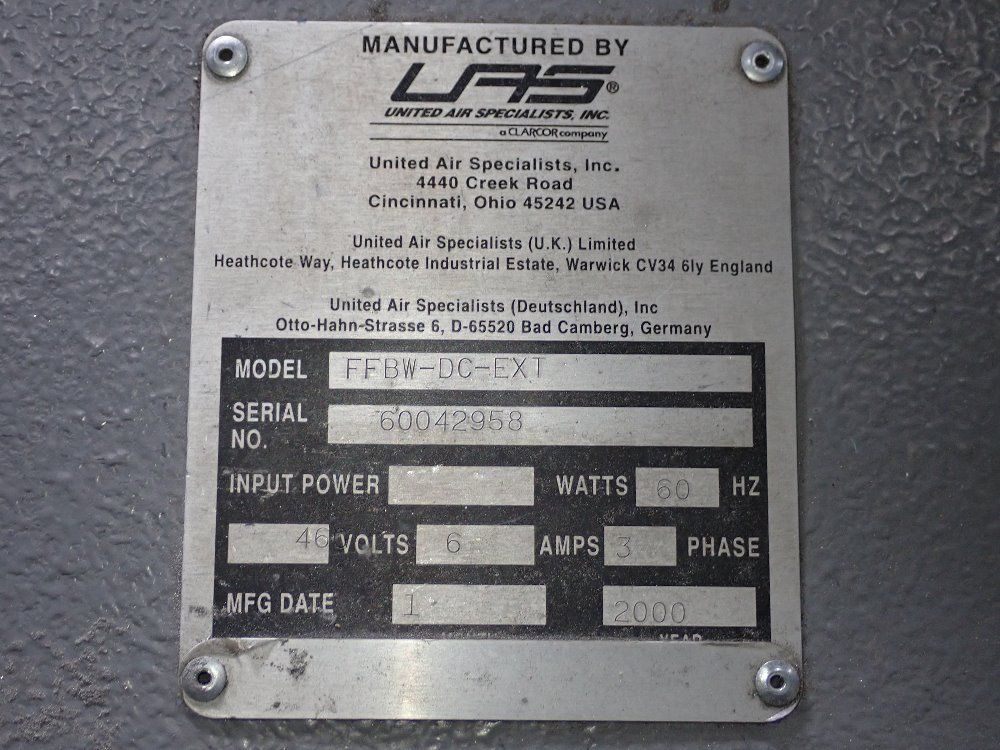 MANUFACTURED BY
UAS®
UNITED AIR SPECIALISTS, INC.
a CLARCOR company
United Air Specialists, Inc.
4440 Creek Road
Cincinnati, Ohio 45242 USA
United Air Specialists (U.K.) Limited
Heathcote Way, Heathcote Industrial Estate, Warwick CV34 6ly England
United Air Specialists (Deutschland), Inc
Otto-Hahn-Strasse 6, D-65520 Bad Camberg, Germany
MODEL FFBW-DC-EXT
SERIAL NO. 60042958
INPUT POWER WATTS 60 HZ
46 VOLTS 6 AMPS 3 PHASE
MFG DATE 1 2000
YEAR